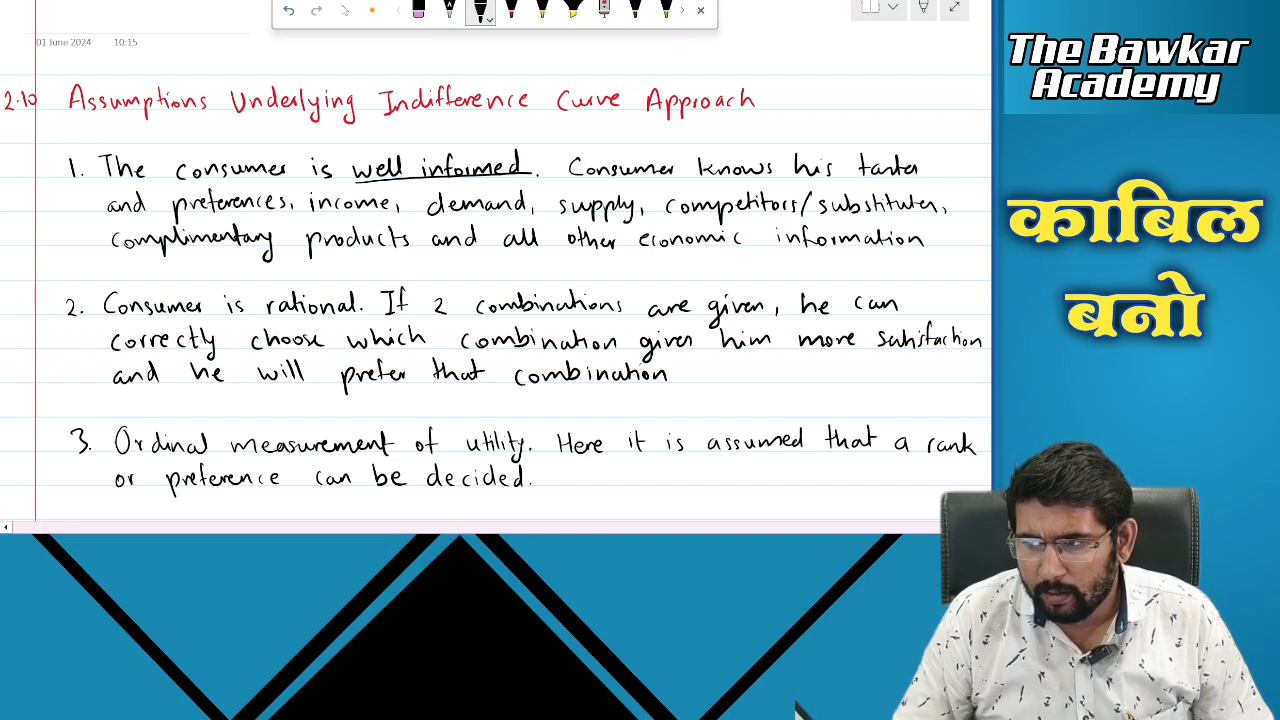 01 June 2024 10:15
2.10 Assumptions Underlying Indifference Curve Approach
1. The consumer is well informed. Consumer knows his tastes
and preferences, income, demand, supply, competitors/substitutes,
complimentary products and all other economic information
2. Consumer is rational. If 2 combinations are given, he can
correctly choose which combination gives him more satisfaction
and he will prefer that combination
3. Ordinal measurement of utility. Here it is assumed that a rank
or preference can be decided.
The Bawkar
Academy
काबिल
बनो